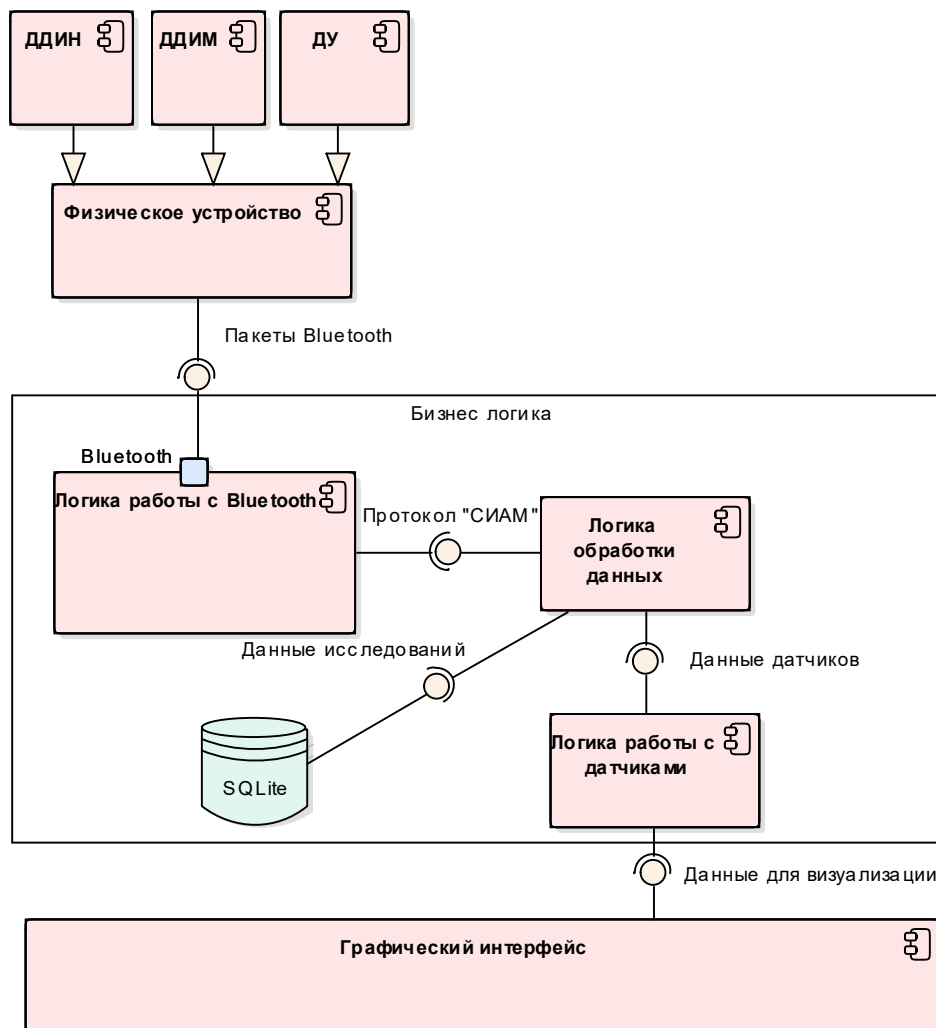 ДДИН
ДДИМ
ДУ
Физическое устройство
Пакеты Bluetooth
Бизнес логика
Bluetooth
Логика работы с Bluetooth
Протокол "СИАМ"
Логика
обработки
данных
Данные исследований
Данные датчиков
Логика работы с
датчиками
SQLite
Данные для визуализации
Графический интерфейс